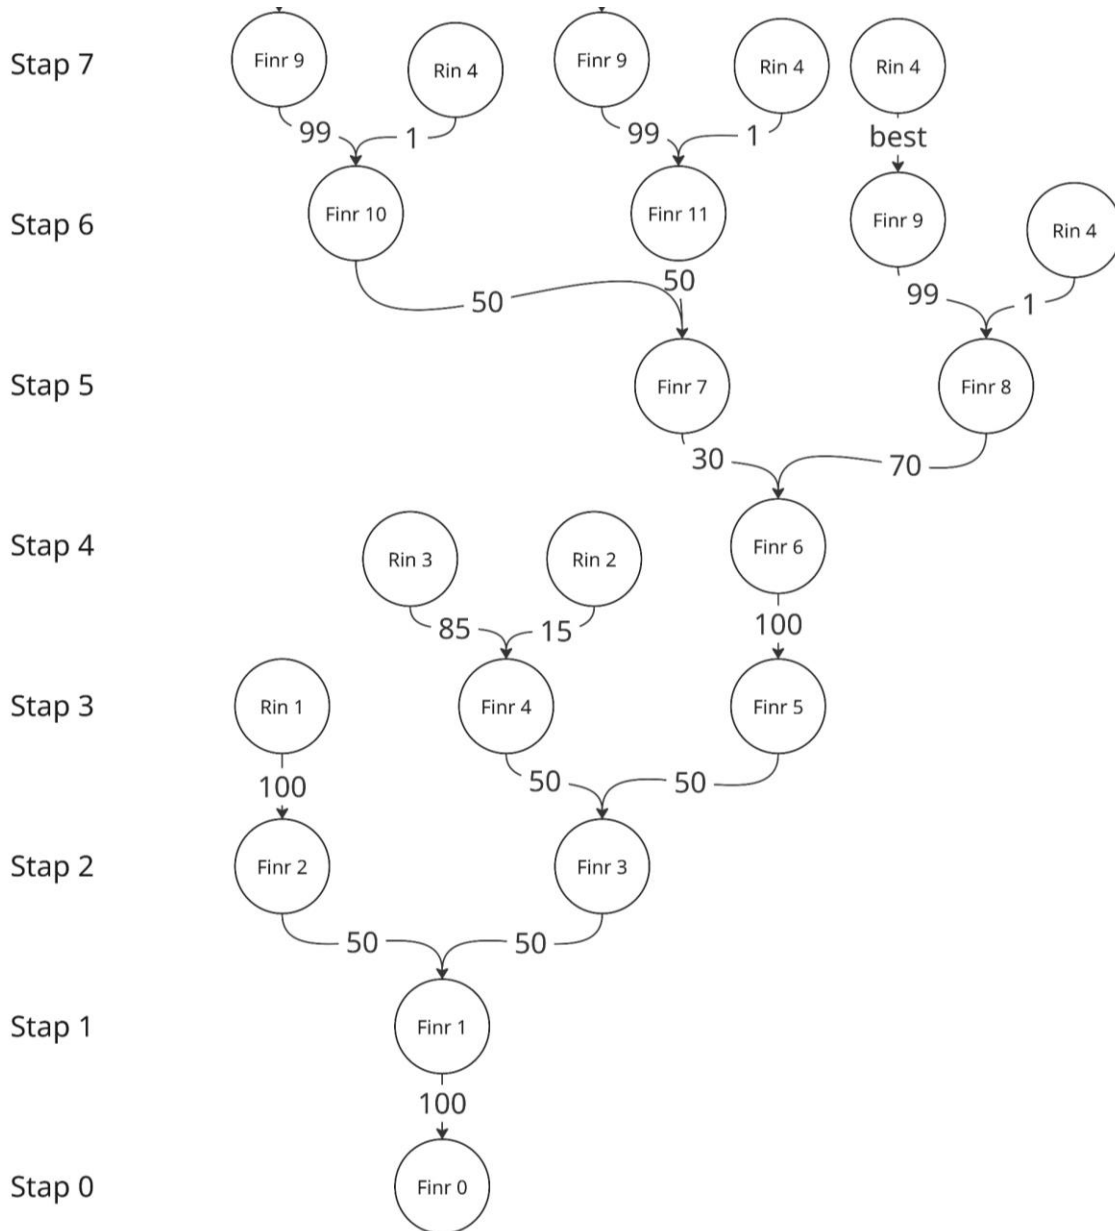 Stap 7
Finr 9
Rin 4
Finr 9
Rin 4
Rin 4
99
1
99
1
best
Stap 6
Finr 10
Finr 11
Finr 9
Rin 4
50
50
99
1
Stap 5
Finr 7
Finr 8
30
70
Stap 4
Rin 3
Rin 2
Finr 6
85
15
100
Stap 3
Rin 1
Finr 4
Finr 5
100
50
50
Stap 2
Finr 2
Finr 3
50
50
Stap 1
Finr 1
100
Stap 0
Finr 0